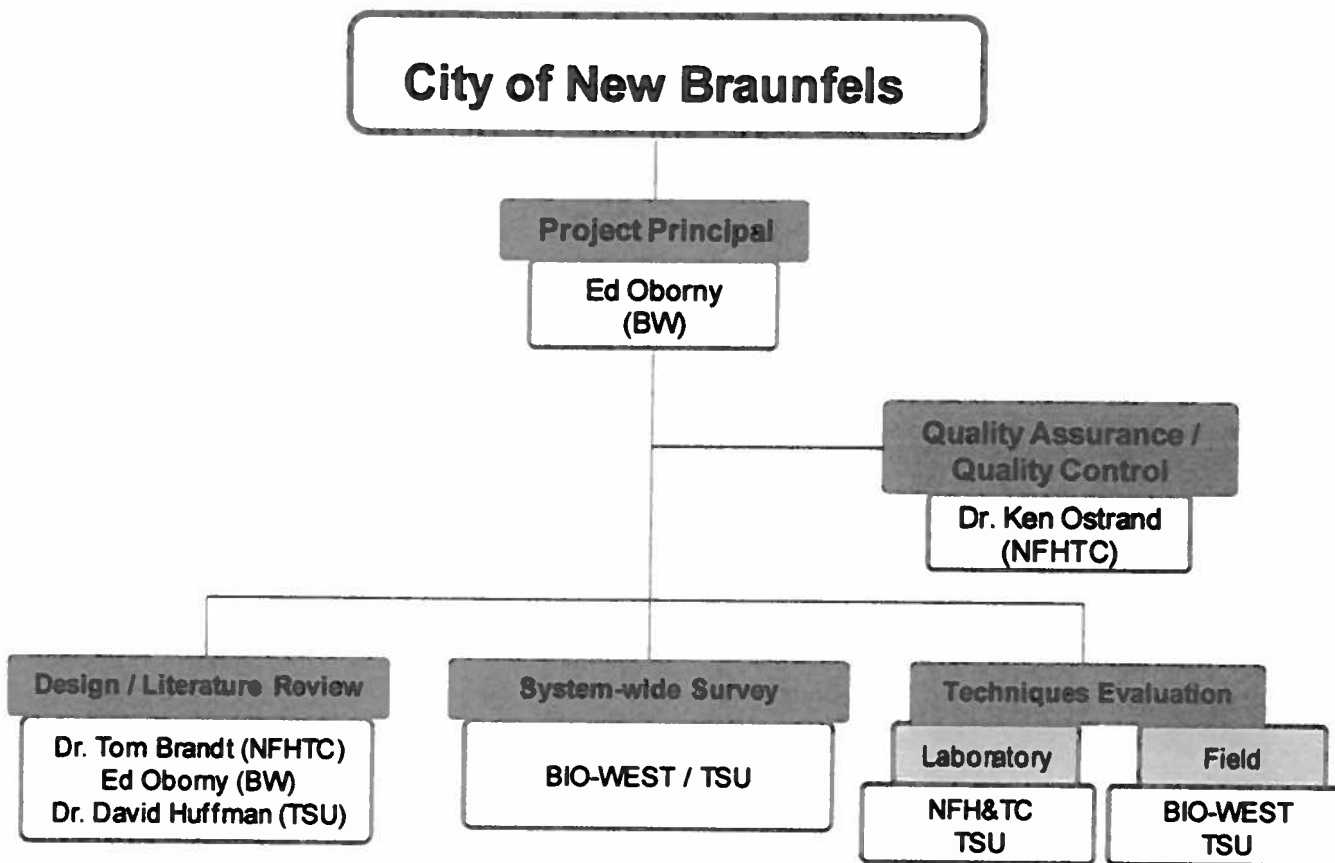 City of New Braunfels
Project Principal
Ed Oborny
(BW)
Quality Assurance /
Quality Control
Dr. Ken Ostrand
(NFHTC)
Design / Literature Review
Dr. Tom Brandt (NFHTC)
Ed Oborny (BW)
Dr. David Huffman (TSU)
System-wide Survey
BIO-WEST / TSU
Techniques Evaluation
Laboratory
NFH&TC
TSU
Field
BIO-WEST
TSU